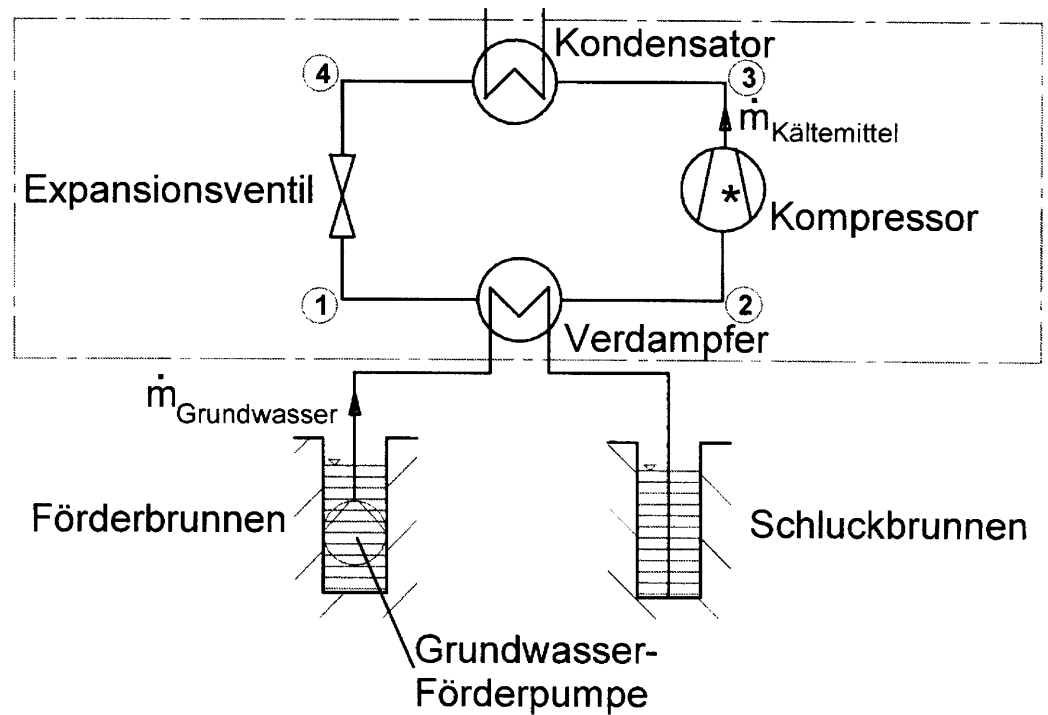 Kondensator
4
3
ṁKältemittel
Expansionsventil
*
Kompressor
1
2
Verdampfer
ṁGrundwasser
Förderbrunnen
Schluckbrunnen
Grundwasser-
Förderpumpe